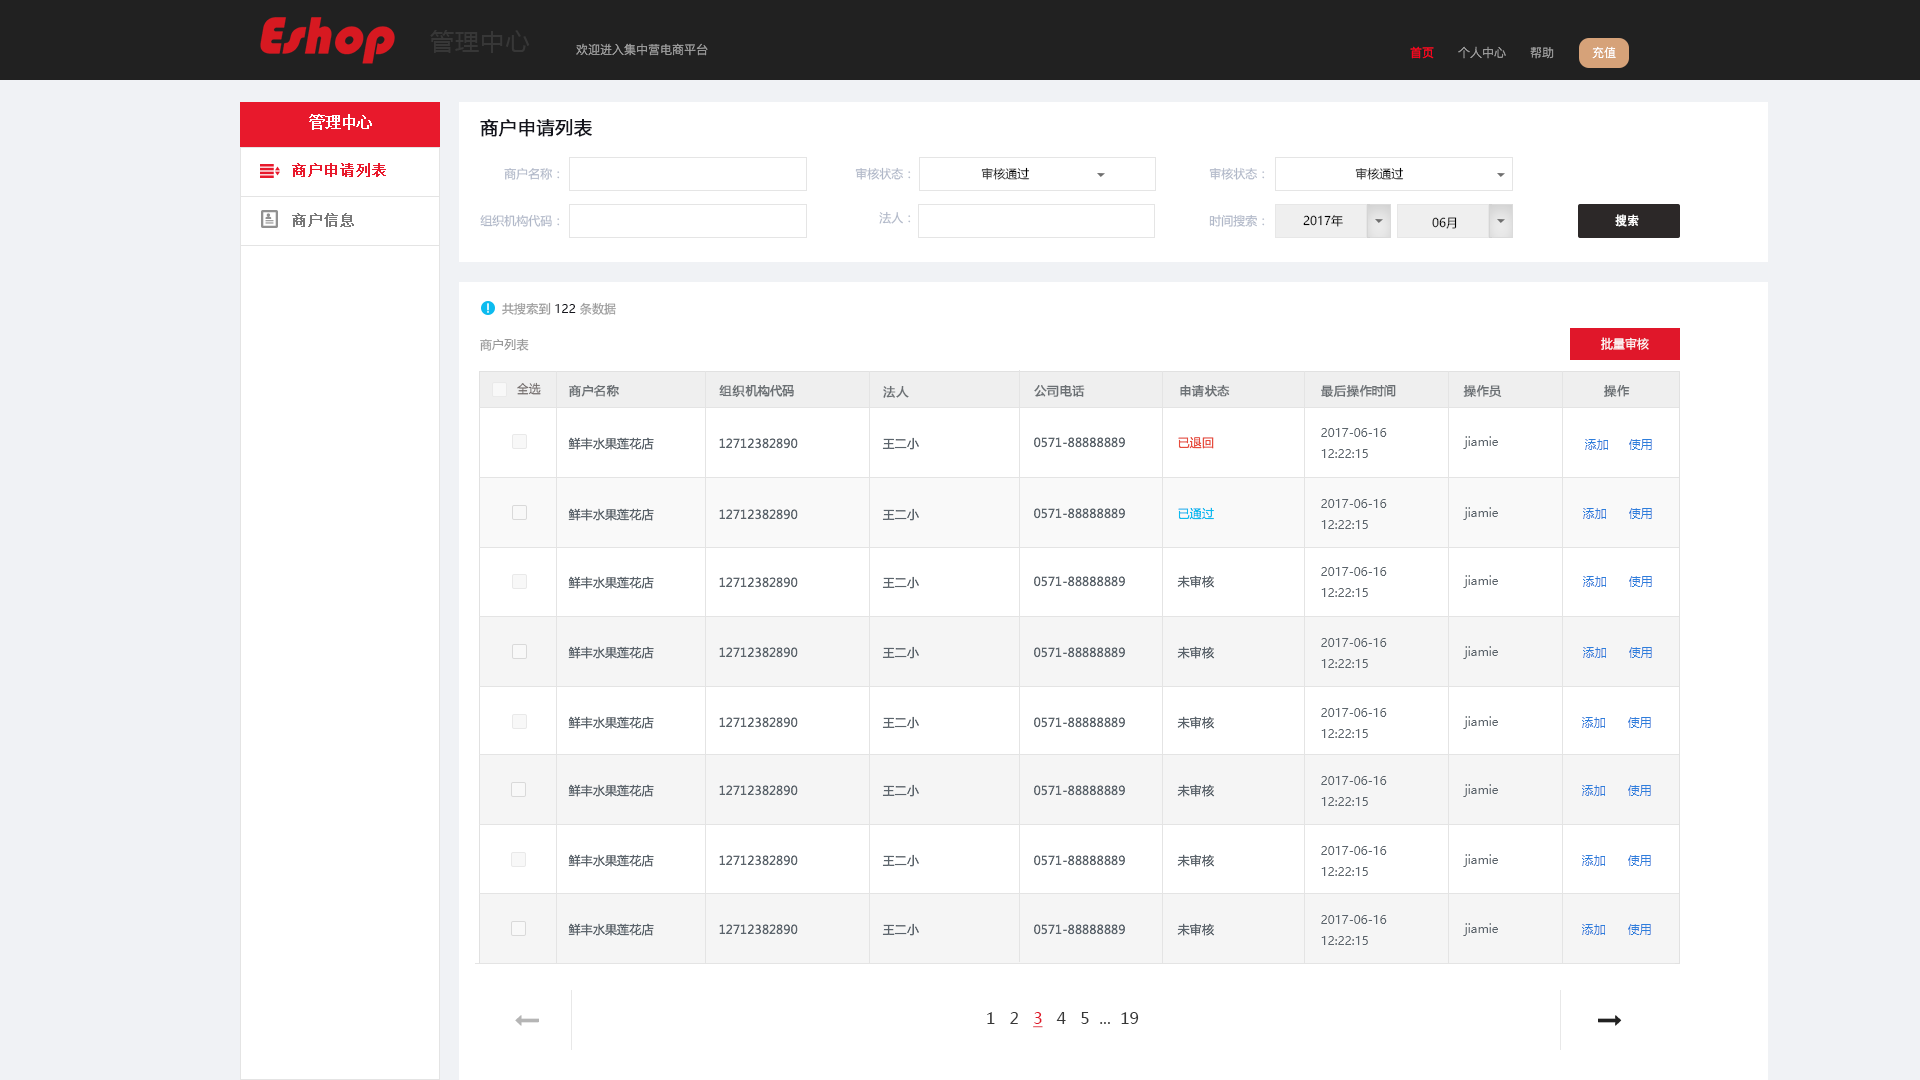 Eshop 管理中心 欢迎进入集中营电商平台 首页 个人中心 帮助 充值
管理中心
商户申请列表
商户信息
商户申请列表
商户名称： 审核状态： 审核通过 审核状态： 审核通过
组织机构代码： 法人： 时间搜索： 2017年 06月 搜索
! 共搜索到 122 条数据
商户列表 批量审核
全选 商户名称 组织机构代码 法人 公司电话 申请状态 最后操作时间 操作员 操作
鲜丰水果莲花店 12712382890 王二小 0571-88888889 已退回 2017-06-16 12:22:15 jiamie 添加 使用
鲜丰水果莲花店 12712382890 王二小 0571-88888889 已通过 2017-06-16 12:22:15 jiamie 添加 使用
鲜丰水果莲花店 12712382890 王二小 0571-88888889 未审核 2017-06-16 12:22:15 jiamie 添加 使用
鲜丰水果莲花店 12712382890 王二小 0571-88888889 未审核 2017-06-16 12:22:15 jiamie 添加 使用
鲜丰水果莲花店 12712382890 王二小 0571-88888889 未审核 2017-06-16 12:22:15 jiamie 添加 使用
鲜丰水果莲花店 12712382890 王二小 0571-88888889 未审核 2017-06-16 12:22:15 jiamie 添加 使用
鲜丰水果莲花店 12712382890 王二小 0571-88888889 未审核 2017-06-16 12:22:15 jiamie 添加 使用
鲜丰水果莲花店 12712382890 王二小 0571-88888889 未审核 2017-06-16 12:22:15 jiamie 添加 使用
1 2 3 4 5 ... 19